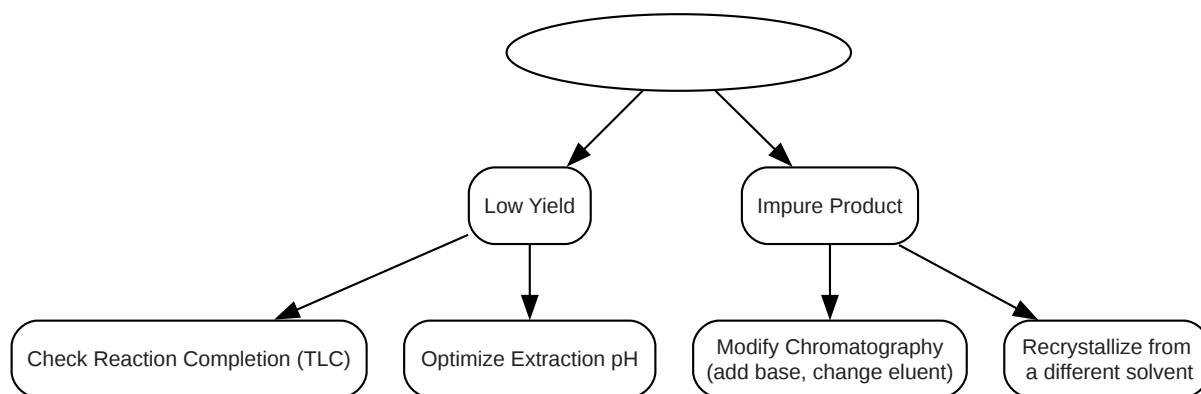 Low Yield
Impure Product
Check Reaction Completion (TLC)
Optimize Extraction pH
Modify Chromatography
(add base, change eluent)
Recrystallize from
a different solvent